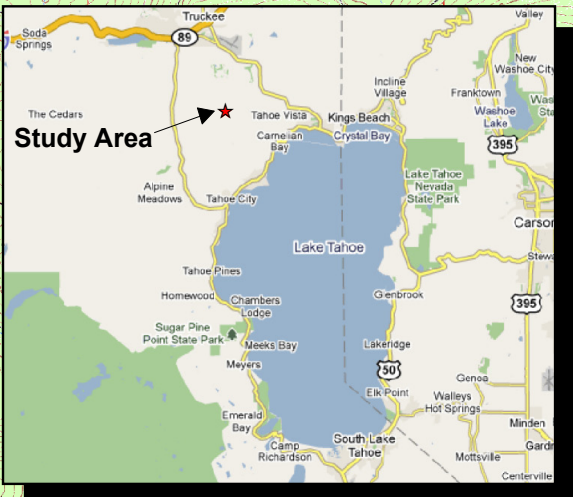 Truckee
Valley
Soda
Springs
89
New
Washoe City
Incline
Village
Franktown
Washoe
Lake
The Cedars
Tahoe Vista
Kings Beach
Study Area
Carnelian
Bay
Crystal Bay
395
Lake Tahoe
Nevada
State Park
Alpine
Meadows
Tahoe City
Carson
Lake Tahoe
Tahoe Pines
Glenbrook
Homewood
Chambers
Lodge
395
Sugar Pine
Point State Park
Meeks Bay
Lakeridge
Meyers
50
Genoa
Elk Point
Walleys
Hot Springs
Emerald
Bay
Minden
South Lake
Tahoe
Camp
Richardson
Mottsville
Centerville